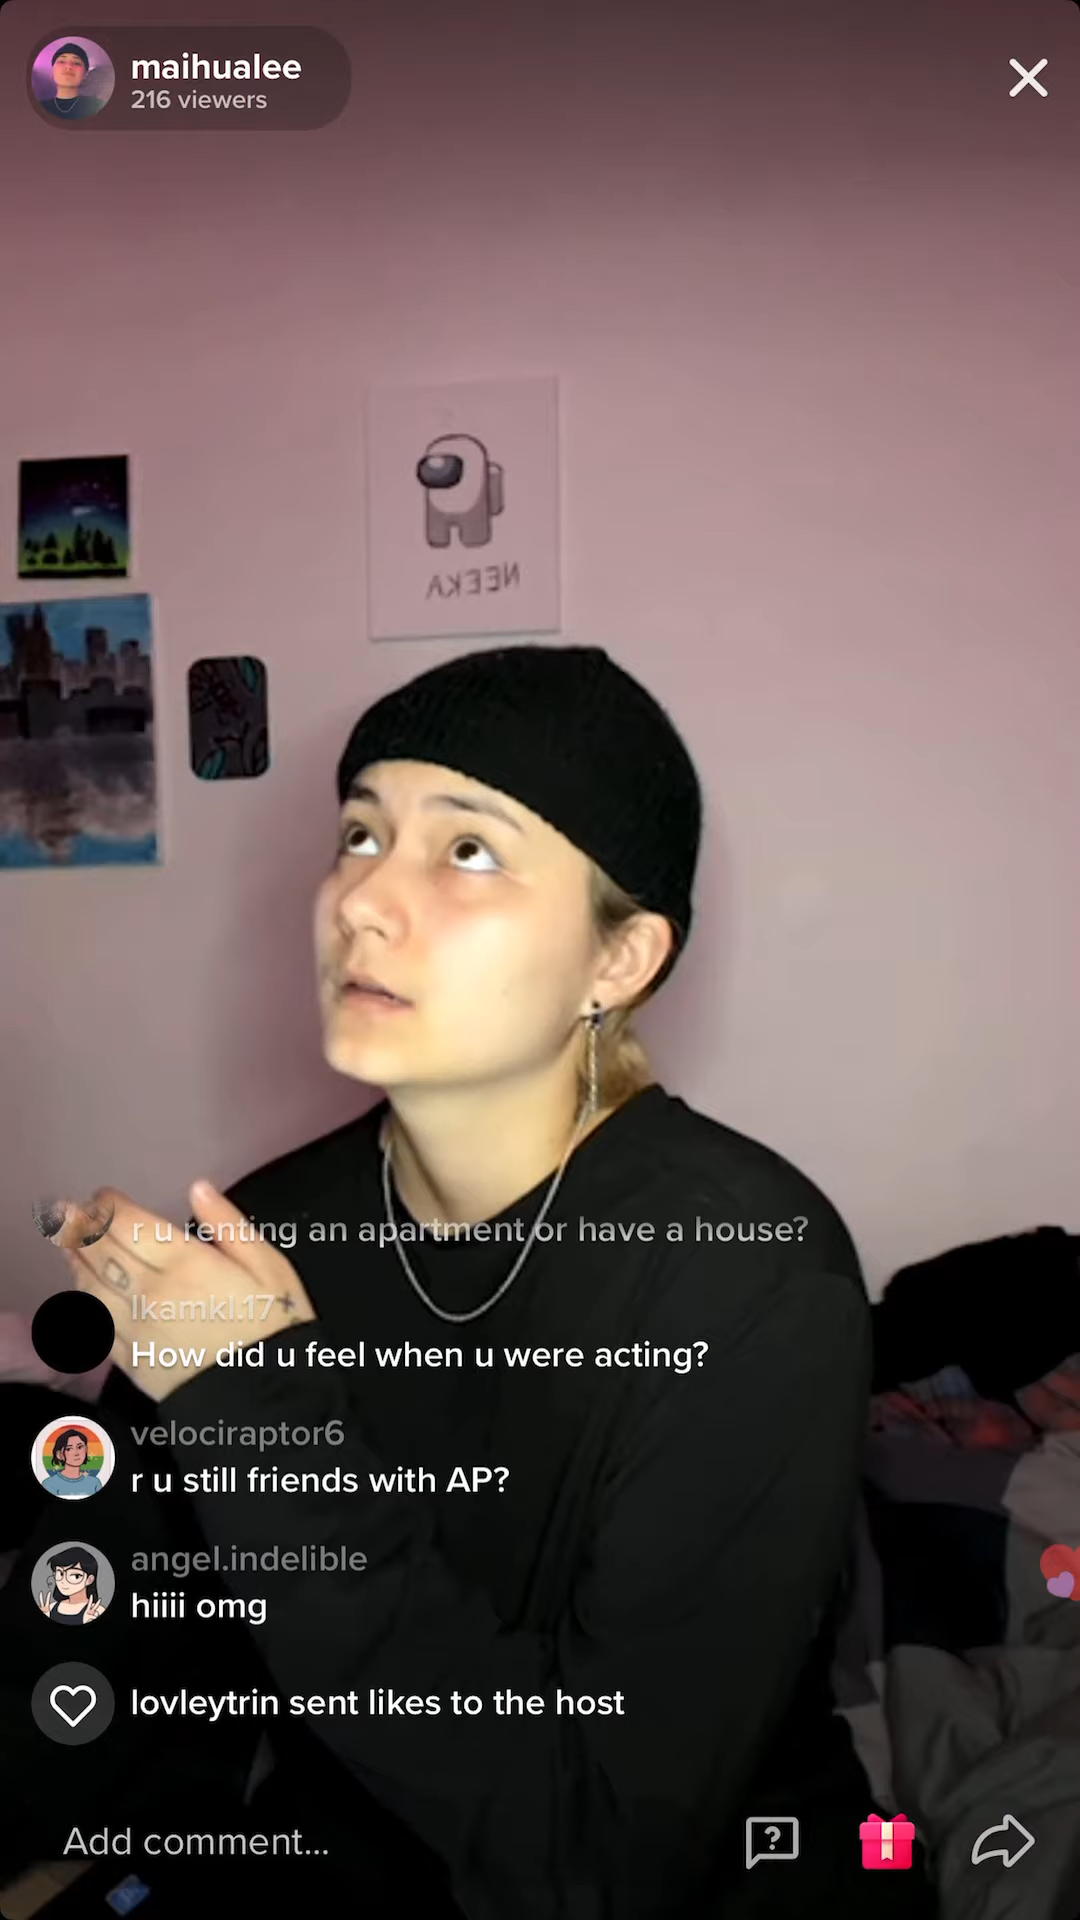 maihualee
216 viewers
NEEKA
r u renting an apartment or have a house?
lkamkl.17
How did u feel when u were acting?
velociraptor6
r u still friends with AP?
angel.indelible
hiiii omg
lovleytrin sent likes to the host
Add comment...